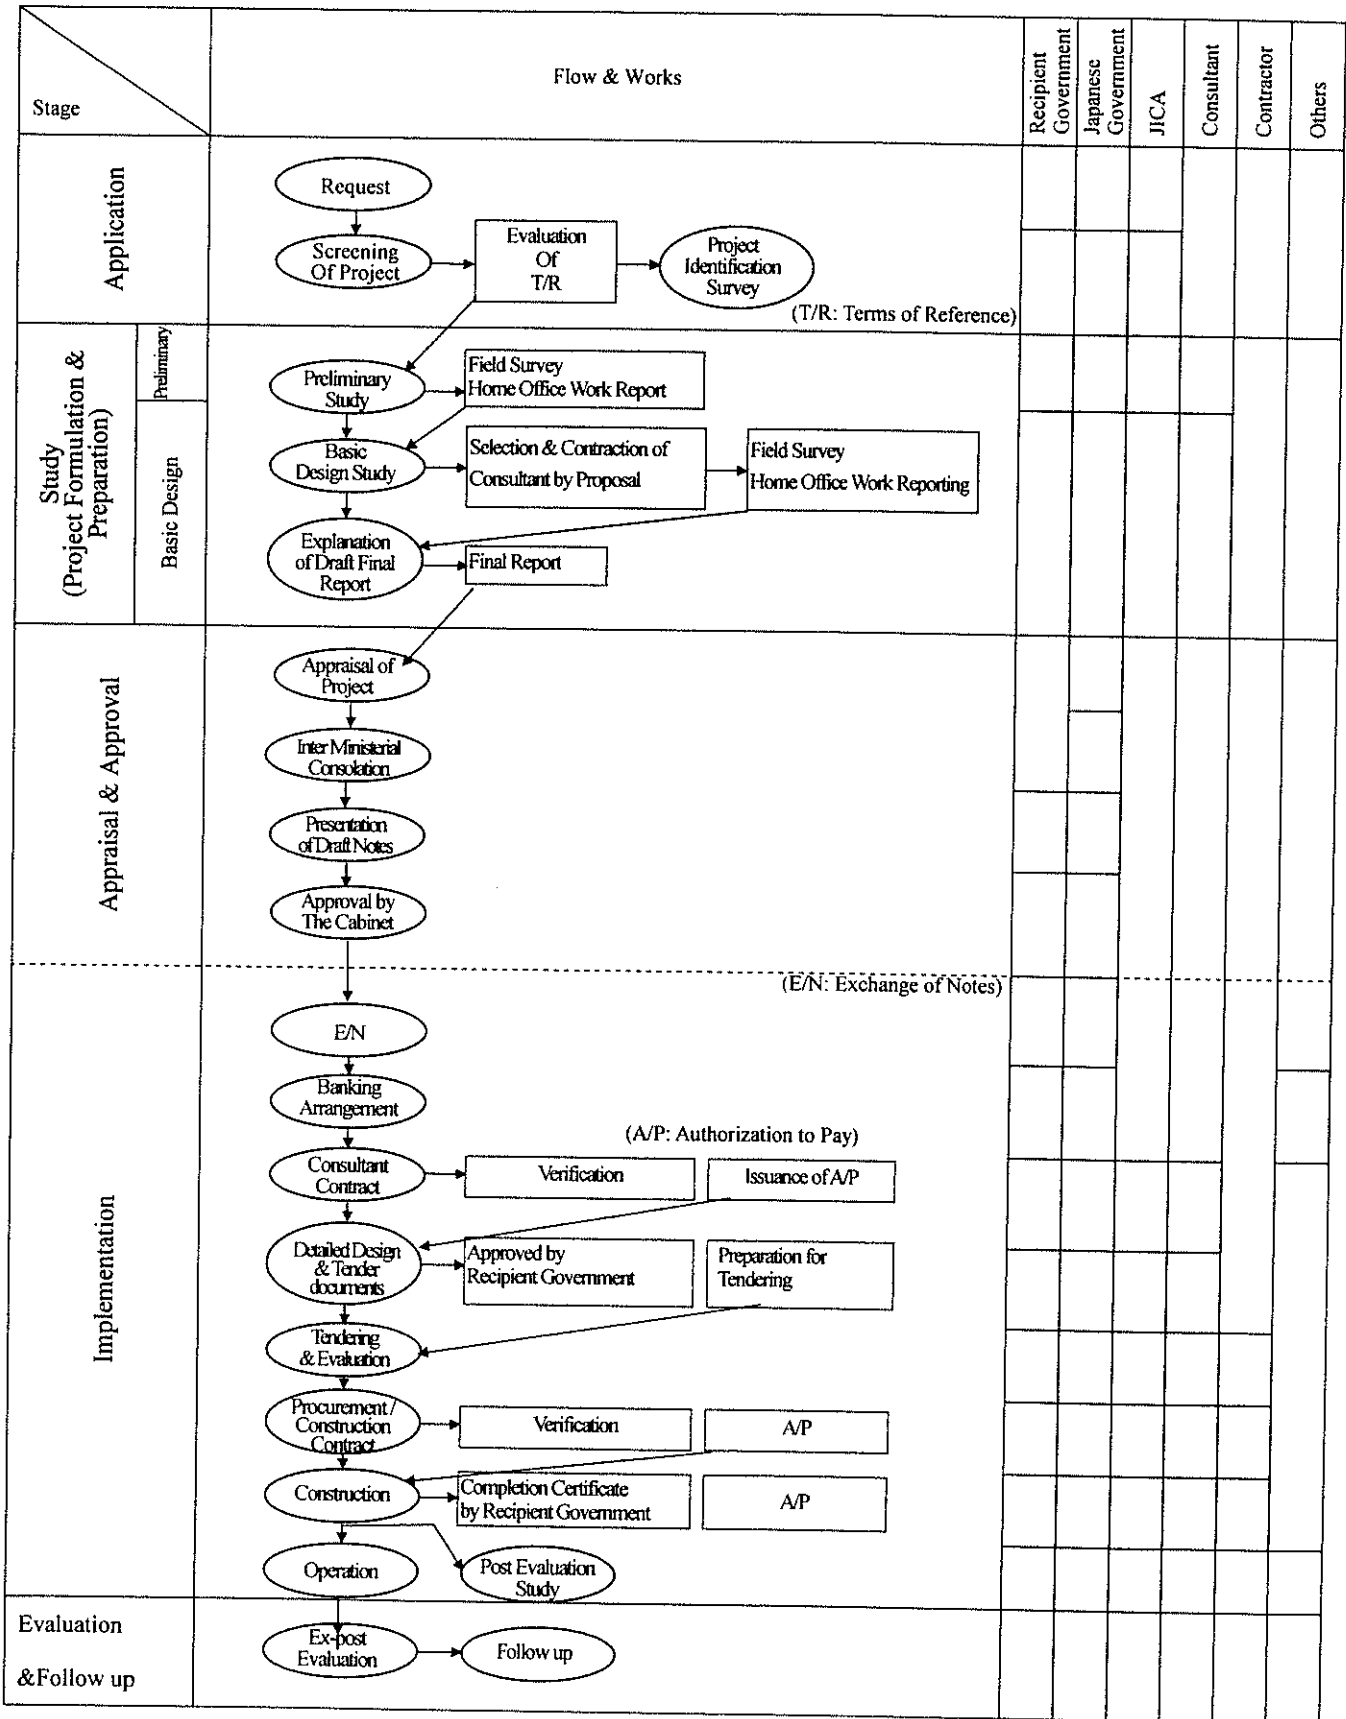 Stage
Flow & Works
Recipient
Government
Japanese
Government
JICA
Consultant
Contractor
Others
Application
Request
Screening
Of Project
Evaluation
Of
T/R
Project
Identification
Survey
(T/R: Terms of Reference)
Study
(Project Formulation &
Preparation)
Preliminary
Basic Design
Preliminary
Study
Field Survey
Home Office Work Report
Basic
Design Study
Selection & Contraction of
Consultant by Proposal
Field Survey
Home Office Work Reporting
Explanation
of Draft Final
Report
Final Report
Appraisal & Approval
Appraisal of
Project
Inter Ministerial
Consolation
Presentation
of Draft Notes
Approval by
The Cabinet
Implementation
(E/N: Exchange of Notes)
E/N
Banking
Arrangement
(A/P: Authorization to Pay)
Consultant
Contract
Verification
Issuance of A/P
Detailed Design
& Tender
documents
Approved by
Recipient Government
Preparation for
Tendering
Tendering
& Evaluation
Procurement /
Construction
Contract
Verification
A/P
Construction
Completion Certificate
by Recipient Government
A/P
Operation
Post Evaluation
Study
Evaluation
&Follow up
Ex-post
Evaluation
Follow up